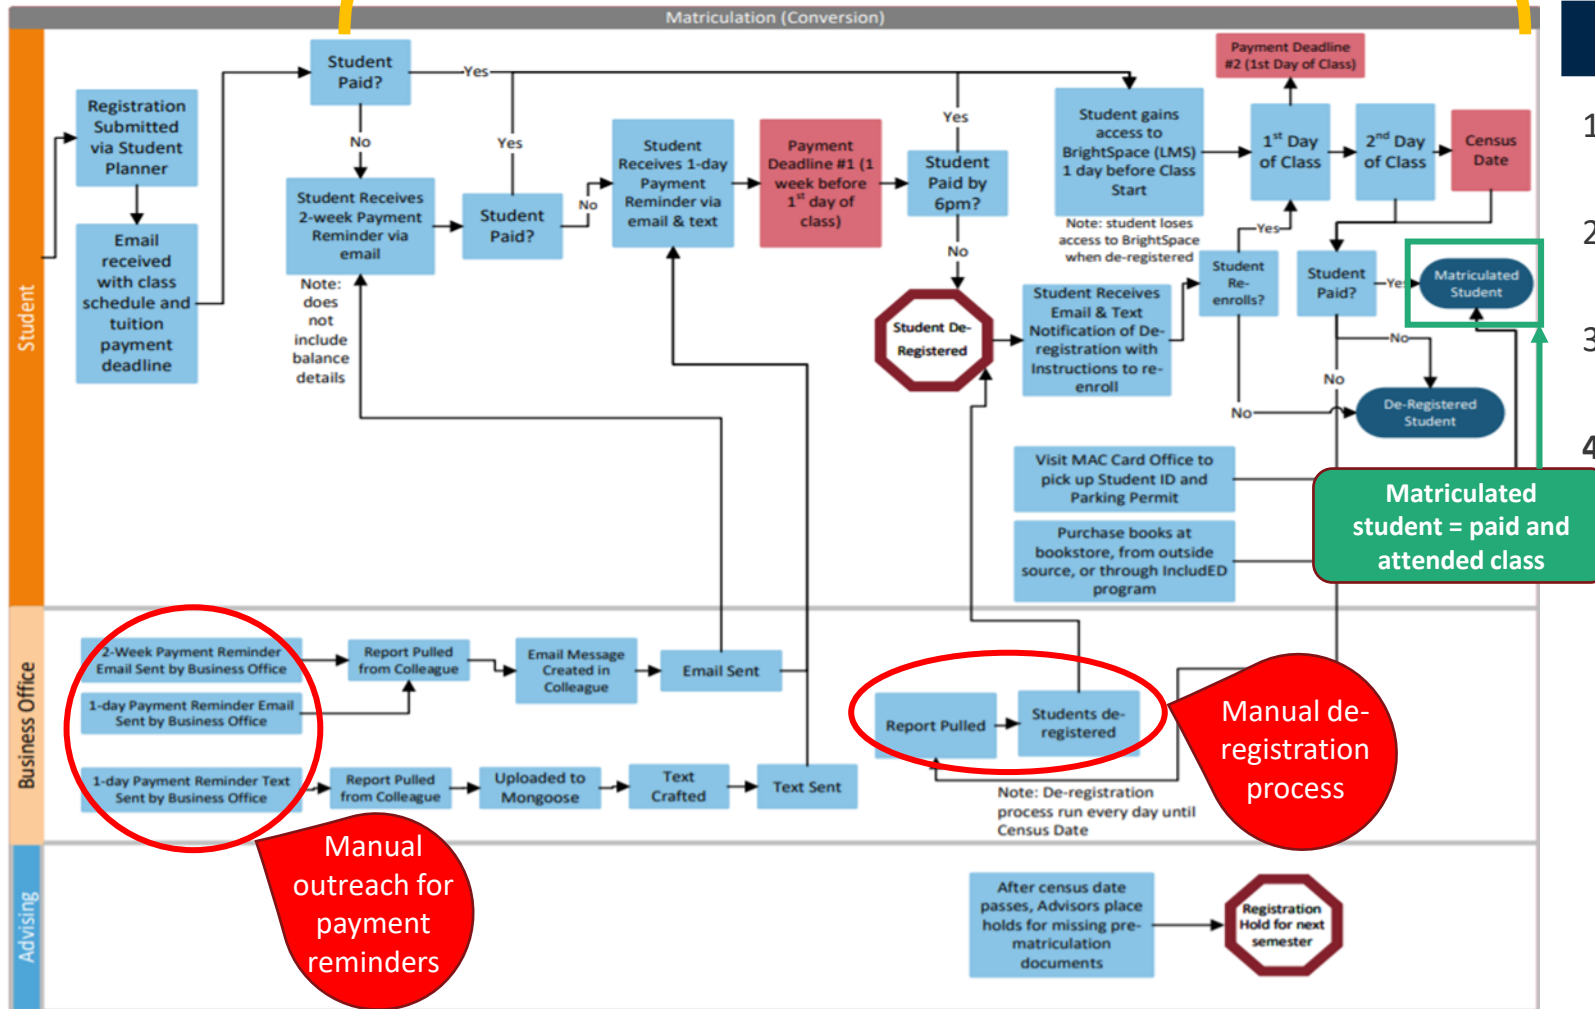 Matriculation (Conversion)
Student
Registration
Submitted
via Student
Planner
Email
received
with class
schedule and
tuition
payment
deadline
Student
Paid?
Yes
No
Student Receives
2-week Payment
Reminder via
email
Note:
does
not
include
balance
details
Student
Paid?
Yes
No
Student
Receives 1-day
Payment
Reminder via
email & text
Payment
Deadline #1 (1
week before
1st day of
class)
Student
Paid by
6pm?
Yes
No
Student De-
Registered
Student gains
access to
BrightSpace (LMS)
1 day before Class
Start
Note: student loses
access to BrightSpace
when de-registered
Student Receives
Email & Text
Notification of De-
registration with
Instructions to re-
enroll
Student
Re-
enrolls?
Yes
No
Payment Deadline
#2 (1st Day of Class)
1st Day
of Class
2nd Day
of Class
Census
Date
Student
Paid?
Yes
No
No
Matriculated
Student
De-Registered
Student
Visit MAC Card Office to
pick up Student ID and
Parking Permit
Purchase books at
bookstore, from outside
source, or through IncludED
program
Matriculated
student = paid and
attended class
1
2
3
4
Business Office
2-Week Payment Reminder
Email Sent by Business Office
1-day Payment Reminder Email
Sent by Business Office
1-day Payment Reminder Text
Sent by Business Office
Report Pulled
from Colleague
Email Message
Created in
Colleague
Email Sent
Report Pulled
from Colleague
Uploaded to
Mongoose
Text
Crafted
Text Sent
Manual
outreach for
payment
reminders
Report Pulled
Students de-
registered
Note: De-registration
process run every day until
Census Date
Manual de-
registration
process
Advising
After census date
passes, Advisors place
holds for missing pre-
matriculation
documents
Registration
Hold for next
semester